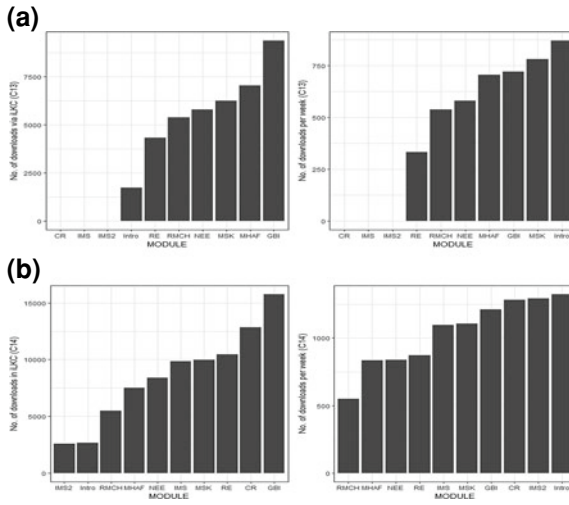 (a)
No. of downloads via iLKC (C13)
7500
5000
2500
0
CR IMS IMS2 Intro RE RMCH NEE MSK MHAF GBI
MODULE
No. of downloads per week (C13)
750
500
250
0
CR IMS IMS2 RE RMCH NEE MHAF GBI MSK Intro
MODULE
(b)
No. of downloads in iLKC (C14)
15000
10000
5000
0
IMS2 Intro RMCH MHAF NEE IMS MSK RE CR GBI
MODULE
No. of downloads per week (C14)
1000
500
0
RMCH MHAF NEE RE IMS MSK GBI CR IMS2 Intro
MODULE